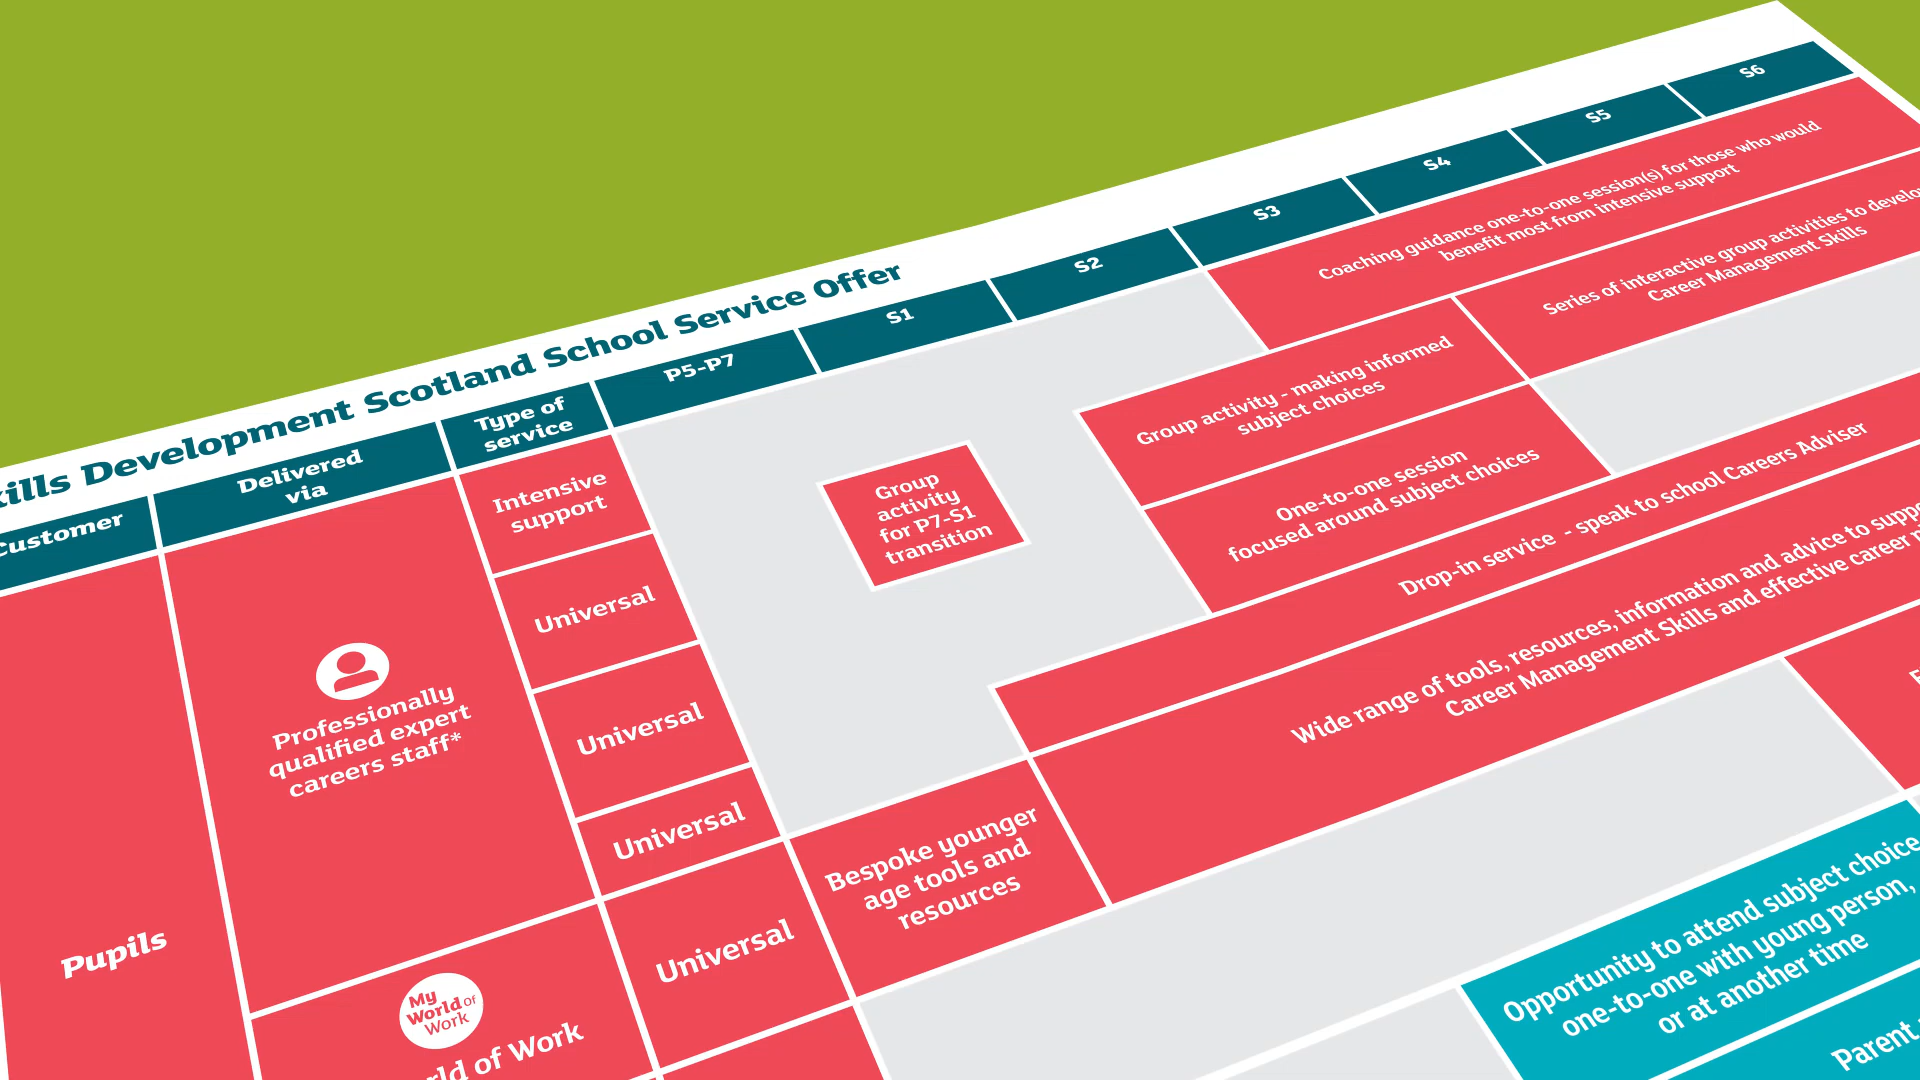 Skills Development Scotland School Service Offer
Customer
Delivered
via
Type of
service
P5-P7
S1
S2
S3
S4
S5
S6
Pupils
Professionally
qualified expert
careers staff*
Intensive
support
Universal
Universal
Universal
Universal
Group
activity
for P7-S1
transition
Coaching guidance one-to-one session(s) for those who would
benefit most from intensive support
Group activity - making informed
subject choices
Series of interactive group activities to develop
Career Management Skills
One-to-one session
focused around subject choices
Drop-in service - speak to school Careers Adviser
My
World of
Work
of Work
Bespoke younger
age tools and
resources
Wide range of tools, resources, information and advice to
Career Management Skills and effective career
Opportunity to attend subject choice
one-to-one with young person,
or at another time
Parent